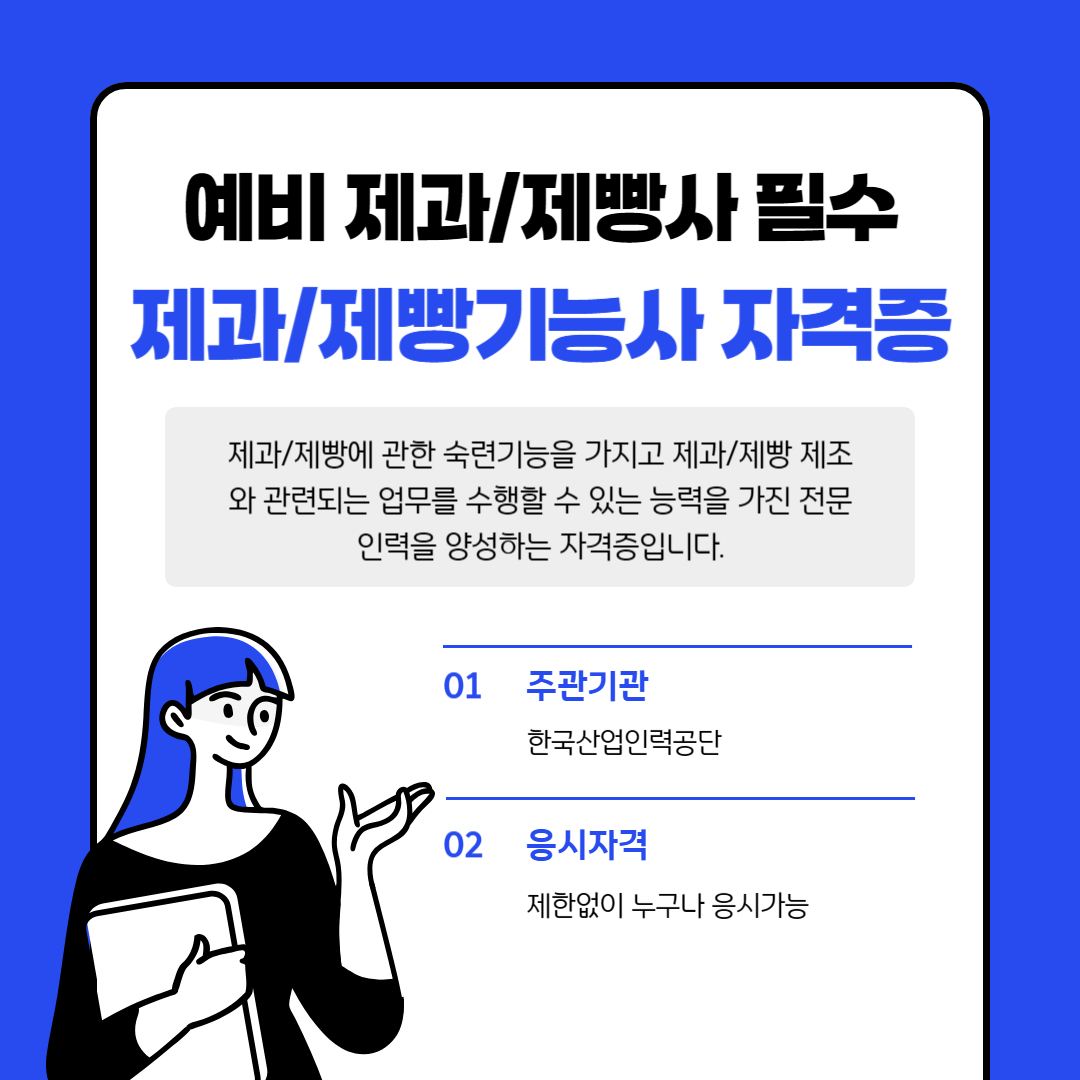 예비 제과/제빵사 필수
제과/제빵기능사 자격증
제과/제빵에 관한 숙련기능을 가지고 제과/제빵 제조
와 관련되는 업무를 수행할 수 있는 능력을 가진 전문
인력을 양성하는 자격증입니다.
01 주관기관
한국산업인력공단
02 응시자격
제한없이 누구나 응시가능